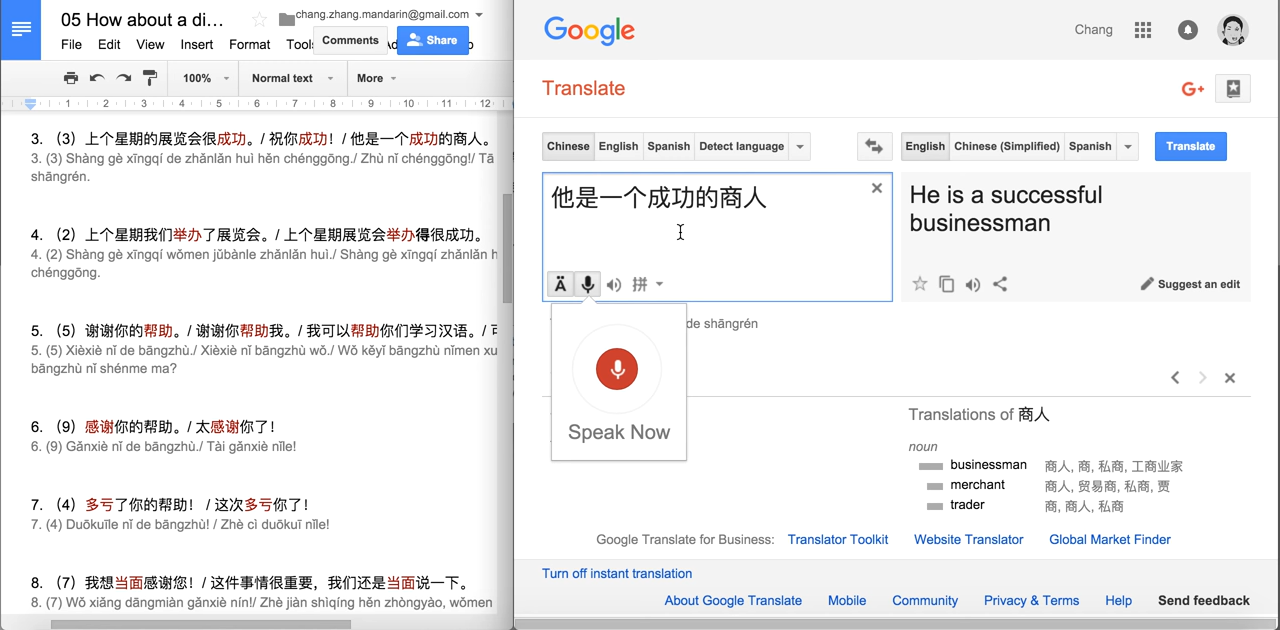 05 How about a di...
chang.zhang.mandarin@gmail.com
File Edit View Insert Format
Comments
Share
100% Normal text More
1 2 3 4 5 6 7 8 9 10 11 12
3. （3）上个星期的展览会很成功。/ 祝你成功！/ 他是一个成功的商人。
3. (3) Shàng gè xīngqí de zhǎnlǎn huì hěn chénggōng./ Zhù nǐ chénggōng!/ Tā
shāngrén.
4. （2）上个星期我们举办了展览会。/ 上个星期展览会举办得很成功。
4. (2) Shàng gè xīngqí wǒmen jǔbànle zhǎnlǎn huì./ Shàng gè xīngqí zhǎnlǎn h
chénggōng.
5. （5）谢谢你的帮助。/ 谢谢你帮助我。/ 我可以帮助你们学习汉语。/ 可
5. (5) Xièxiè nǐ de bāngzhù./ Xièxiè nǐ bāngzhù wǒ./ Wǒ kěyǐ bāngzhù nǐmen xu
bāngzhù nǐ shénme ma?
6. （9）感谢你的帮助。/ 太感谢你了！
6. (9) Gǎnxiè nǐ de bāngzhù./ Tài gǎnxiè nǐle!
7. （4）多亏了你的帮助！ / 这次多亏你了！
7. (4) Duōkuīle nǐ de bāngzhù! / Zhè cì duōkuī nǐle!
8. （7）我想当面感谢您！/ 这件事情很重要，我们还是当面说一下。
8. (7) Wǒ xiǎng dāngmiàn gǎnxiè nín!/ Zhè jiàn shìqíng hěn zhòngyào, wǒmen
Google
Chang
Translate
G+
Chinese English Spanish Detect language
English Chinese (Simplified) Spanish
Translate
他是一个成功的商人
He is a successful
businessman
Ä 拼
Suggest an edit
de shāngrén
Speak Now
Translations of 商人
noun
businessman 商人, 商, 私商, 工商业家
merchant 商人, 贸易商, 私商, 贾
trader 商, 商人, 私商
Google Translate for Business: Translator Toolkit Website Translator Global Market Finder
Turn off instant translation
About Google Translate Mobile Community Privacy & Terms Help Send feedback